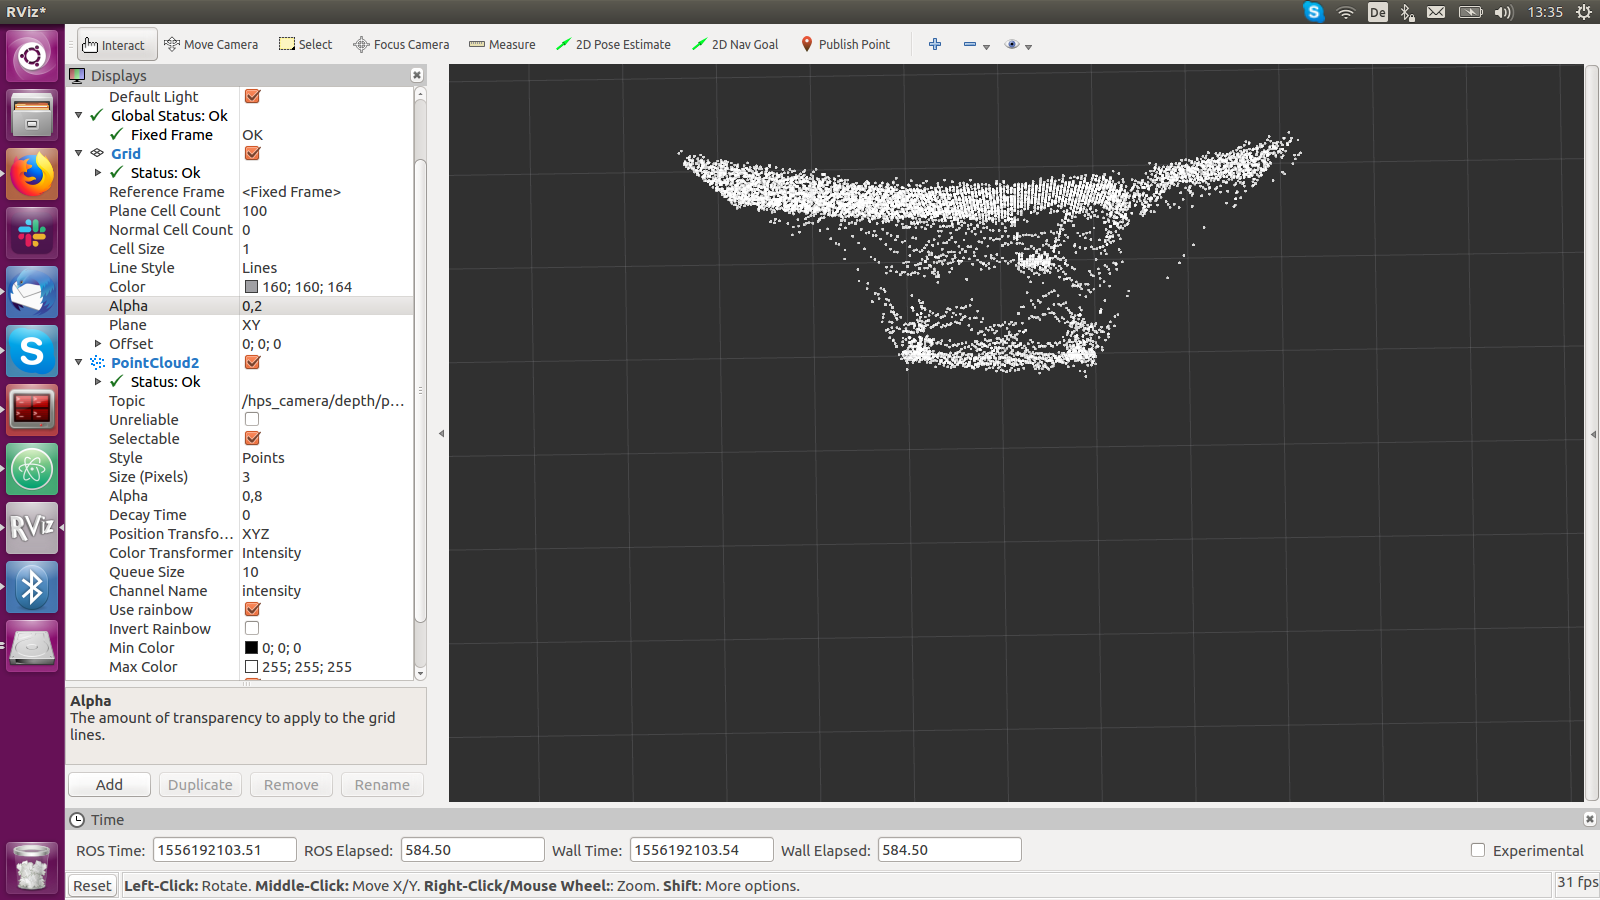 RViz*
De
13:35
Interact
Move Camera
Select
Focus Camera
Measure
2D Pose Estimate
2D Nav Goal
Publish Point
Displays
Default Light
Global Status: Ok
Fixed Frame OK
Grid
Status: Ok
Reference Frame <Fixed Frame>
Plane Cell Count 100
Normal Cell Count 0
Cell Size 1
Line Style Lines
Color 160; 160; 164
Alpha 0,2
Plane XY
Offset 0; 0; 0
PointCloud2
Status: Ok
Topic /hps_camera/depth/p...
Unreliable
Selectable
Style Points
Size (Pixels) 3
Alpha 0,8
Decay Time 0
Position Transfo... XYZ
Color Transformer Intensity
Queue Size 10
Channel Name intensity
Use rainbow
Invert Rainbow
Min Color 0; 0; 0
Max Color 255; 255; 255
Alpha
The amount of transparency to apply to the grid
lines.
Add
Duplicate
Remove
Rename
Time
ROS Time: 1556192103.51 ROS Elapsed: 584.50 Wall Time: 1556192103.54 Wall Elapsed: 584.50 Experimental
Reset Left-Click: Rotate. Middle-Click: Move X/Y. Right-Click/Mouse Wheel:: Zoom. Shift: More options. 31 fps
S
S
RViz